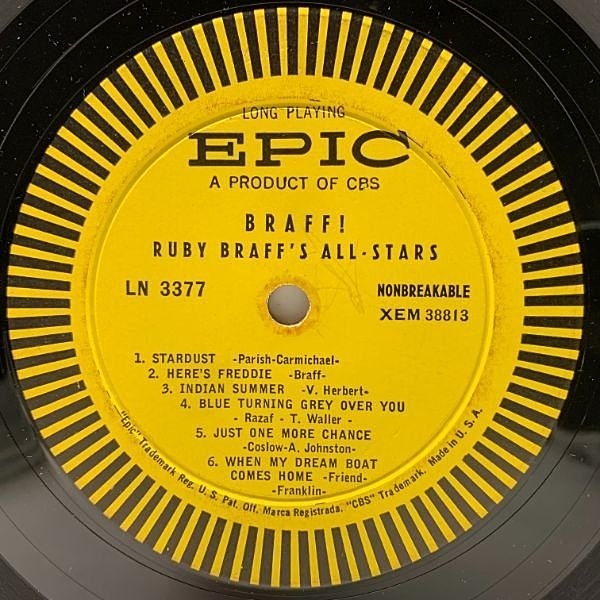 LONG PLAYING
EPIC
A PRODUCT OF CBS
BRAFF!
RUBY BRAFF'S ALL-STARS
LN 3377
NONBREAKABLE
XEM 38813
1. STARDUST -Parish-Carmichael-
2. HERE'S FREDDIE -Braff-
3. INDIAN SUMMER -V. Herbert-
4. BLUE TURNING GREY OVER YOU
- Razaf - T. Waller -
5. JUST ONE MORE CHANCE
-Coslow-A. Johnston-
6. WHEN MY DREAM BOAT
COMES HOME -Friend-
-Franklin-
"Epic" Trademark Reg. U. S. Pat. Off. Marca Registrada. "CBS" Trademark. Made in U. S. A.